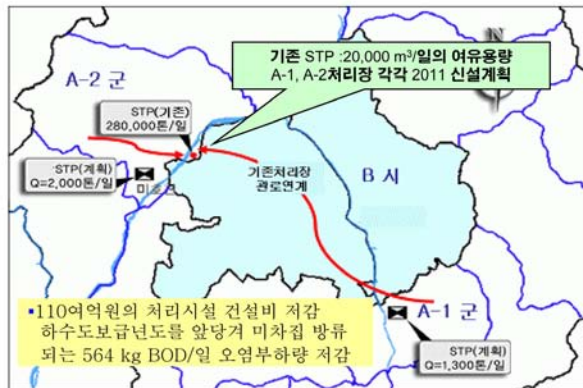 기존 STP :20,000 m³/일의 여유용량
A-1, A-2처리장 각각 2011 신설계획
A-2 군
STP(기존)
280,000톤/일
STP(계획)
Q=2,000톤/일
기존처리장
관로연계
B 시
A-1 군
STP(계획)
Q=1,300톤/일
▪110여억원의 처리시설 건설비 저감
하수도보급년도를 앞당겨 미차집 방류
되는 564 kg BOD/일 오염부하량 저감